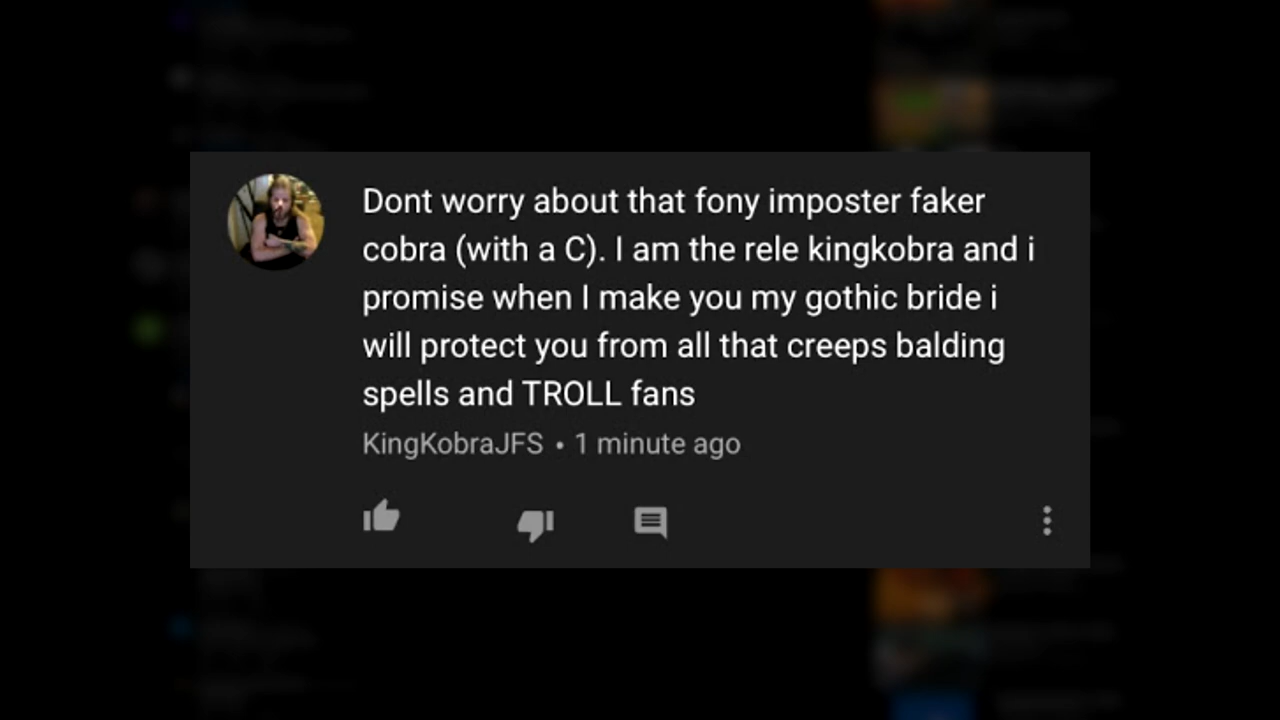 Dont worry about that fony imposter faker
cobra (with a C). I am the rele kingkobra and i
promise when I make you my gothic bride i
will protect you from all that creeps balding
spells and TROLL fans
KingKobraJFS • 1 minute ago